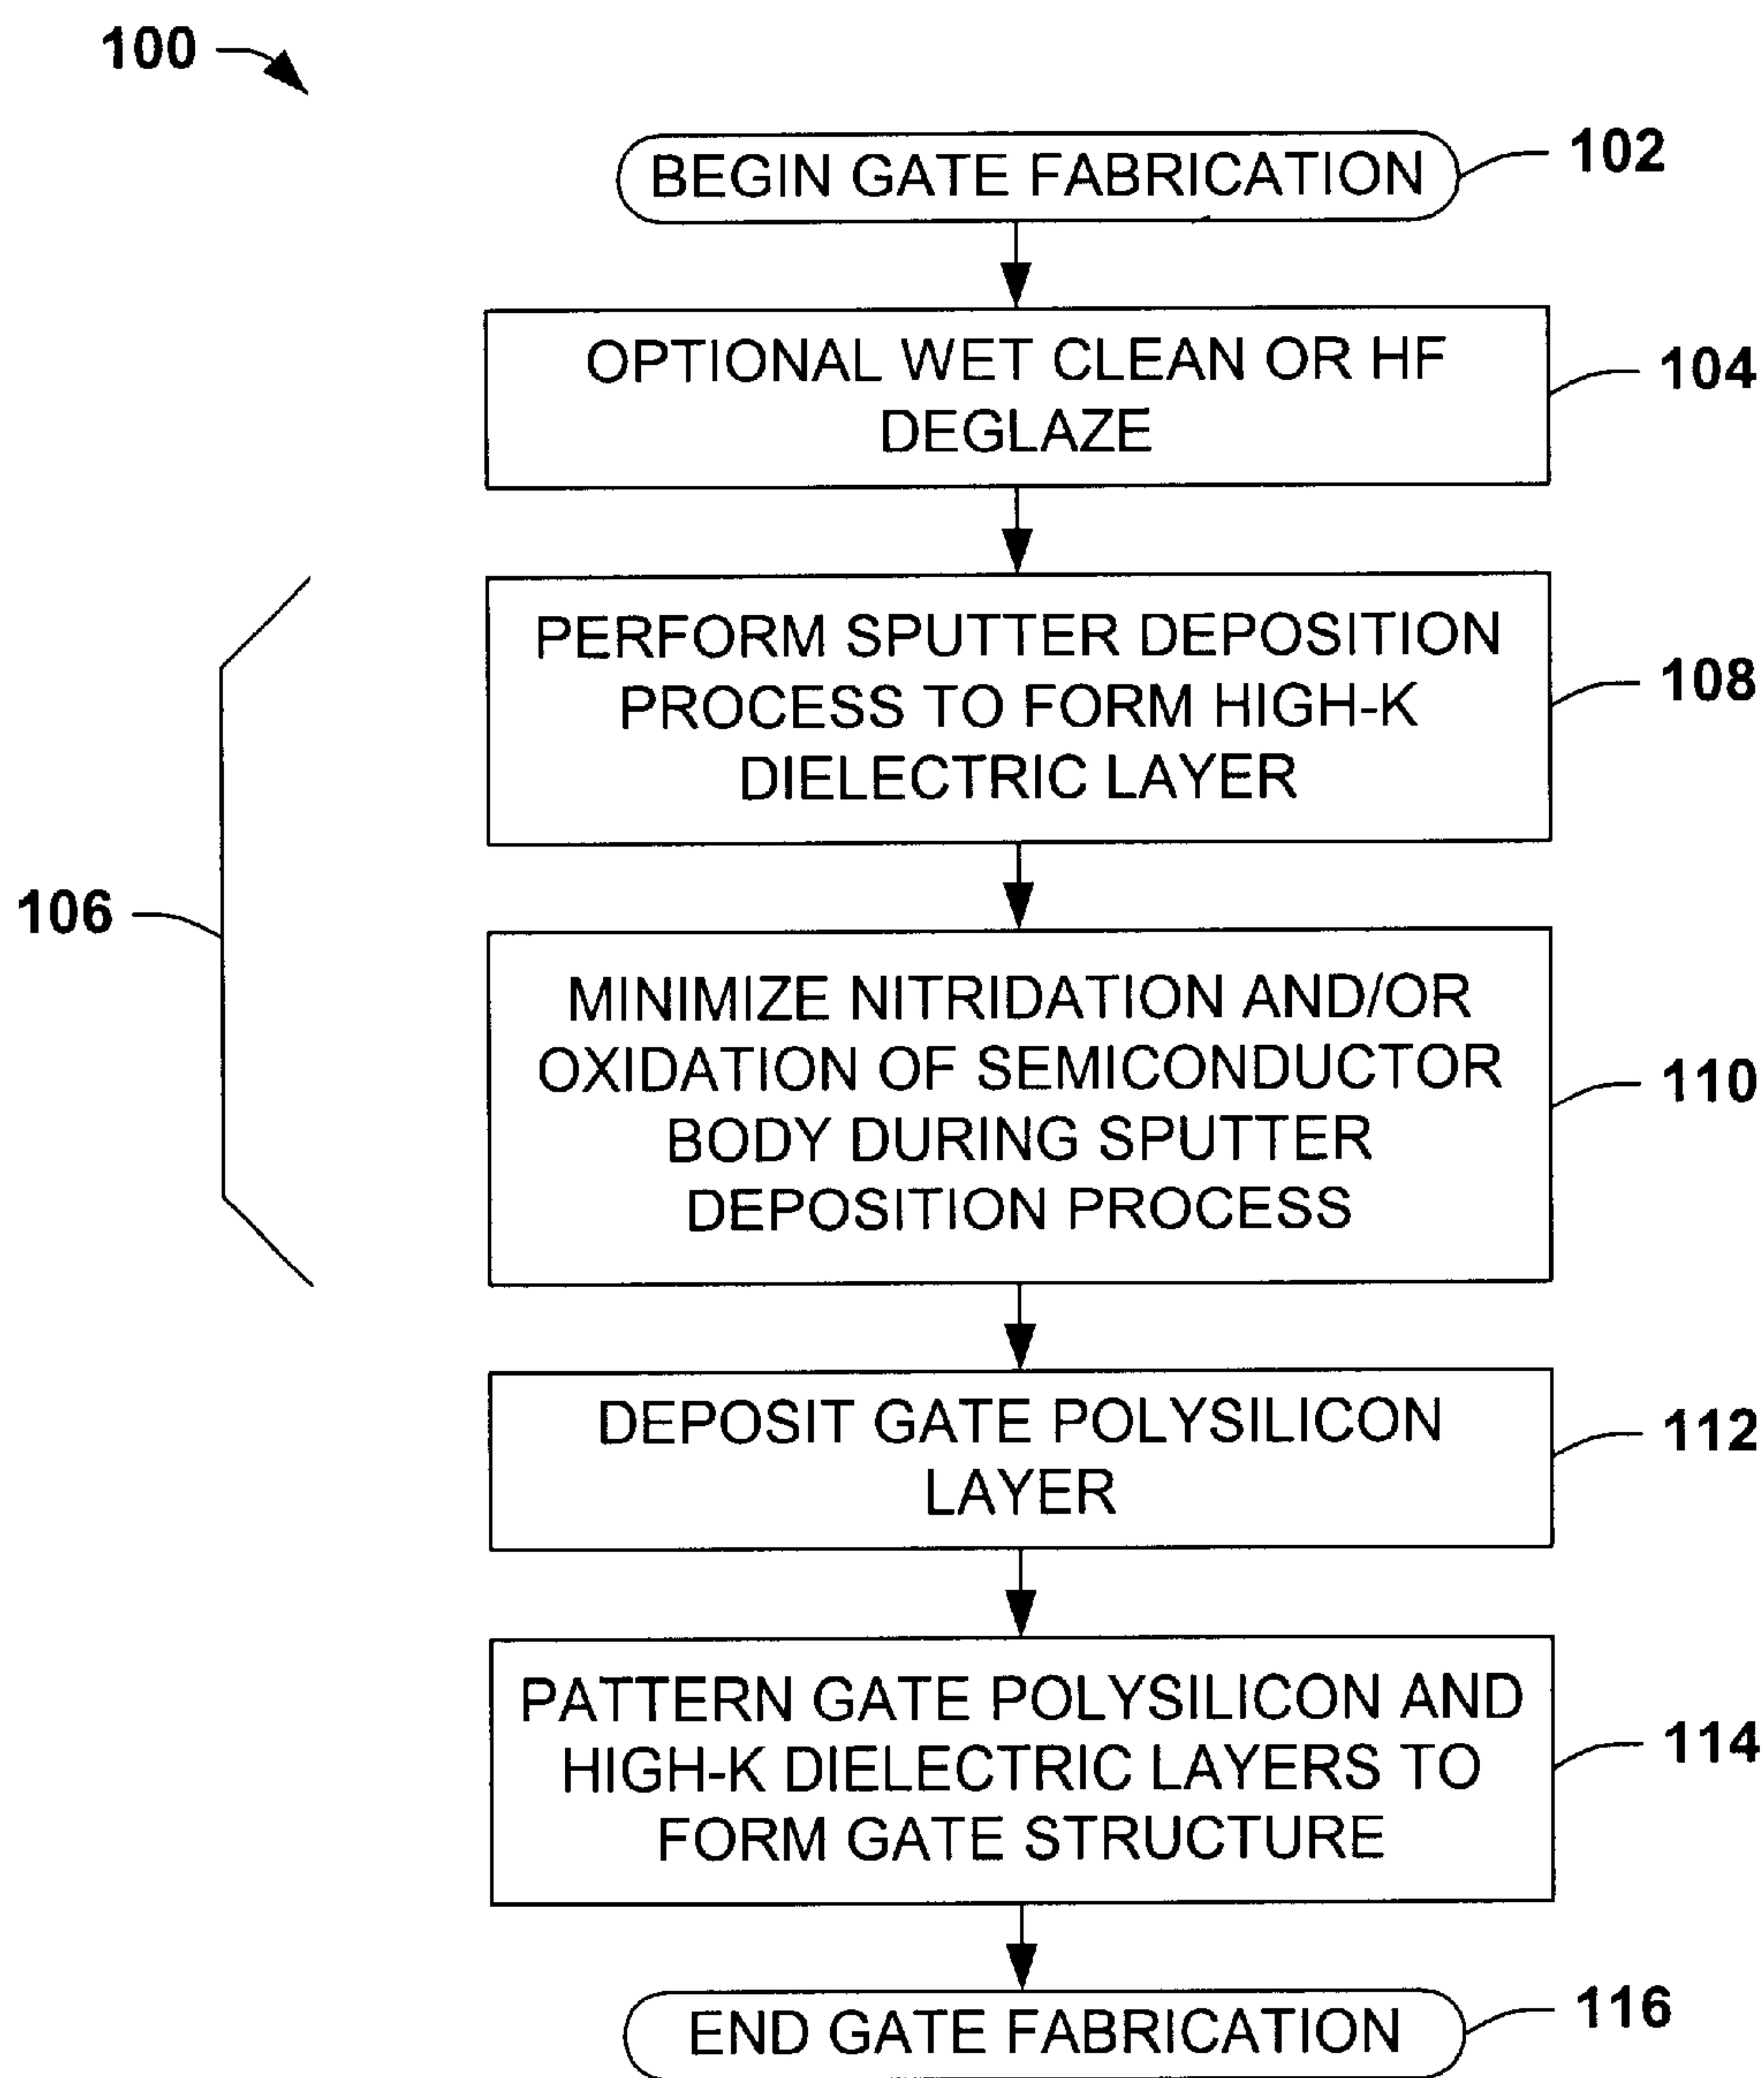 100
BEGIN GATE FABRICATION
102
OPTIONAL WET CLEAN OR HF
DEGLAZE
104
PERFORM SPUTTER DEPOSITION
PROCESS TO FORM HIGH-K
DIELECTRIC LAYER
108
106
MINIMIZE NITRIDATION AND/OR
OXIDATION OF SEMICONDUCTOR
BODY DURING SPUTTER
DEPOSITION PROCESS
110
DEPOSIT GATE POLYSILICON
LAYER
112
PATTERN GATE POLYSILICON AND
HIGH-K DIELECTRIC LAYERS TO
FORM GATE STRUCTURE
114
END GATE FABRICATION
116